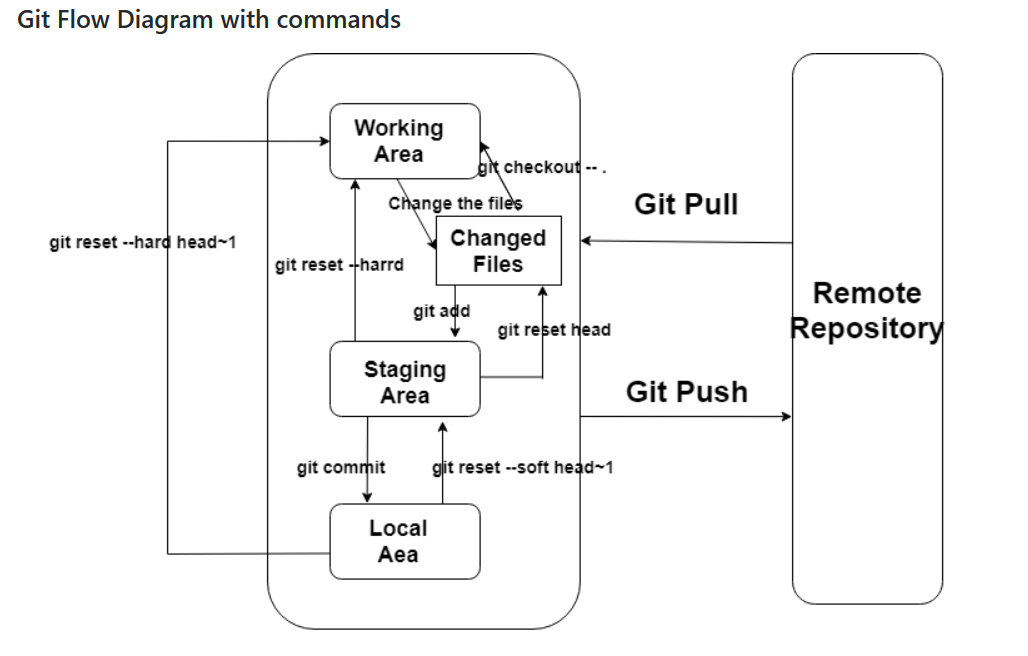 Git Flow Diagram with commands
Working
Area
git checkout -- .
Change the files
Git Pull
Changed
Files
git reset --hard head~1
git reset --harrd
Remote
Repository
git add
git reset head
Staging
Area
Git Push
git commit
git reset --soft head~1
Local
Aea